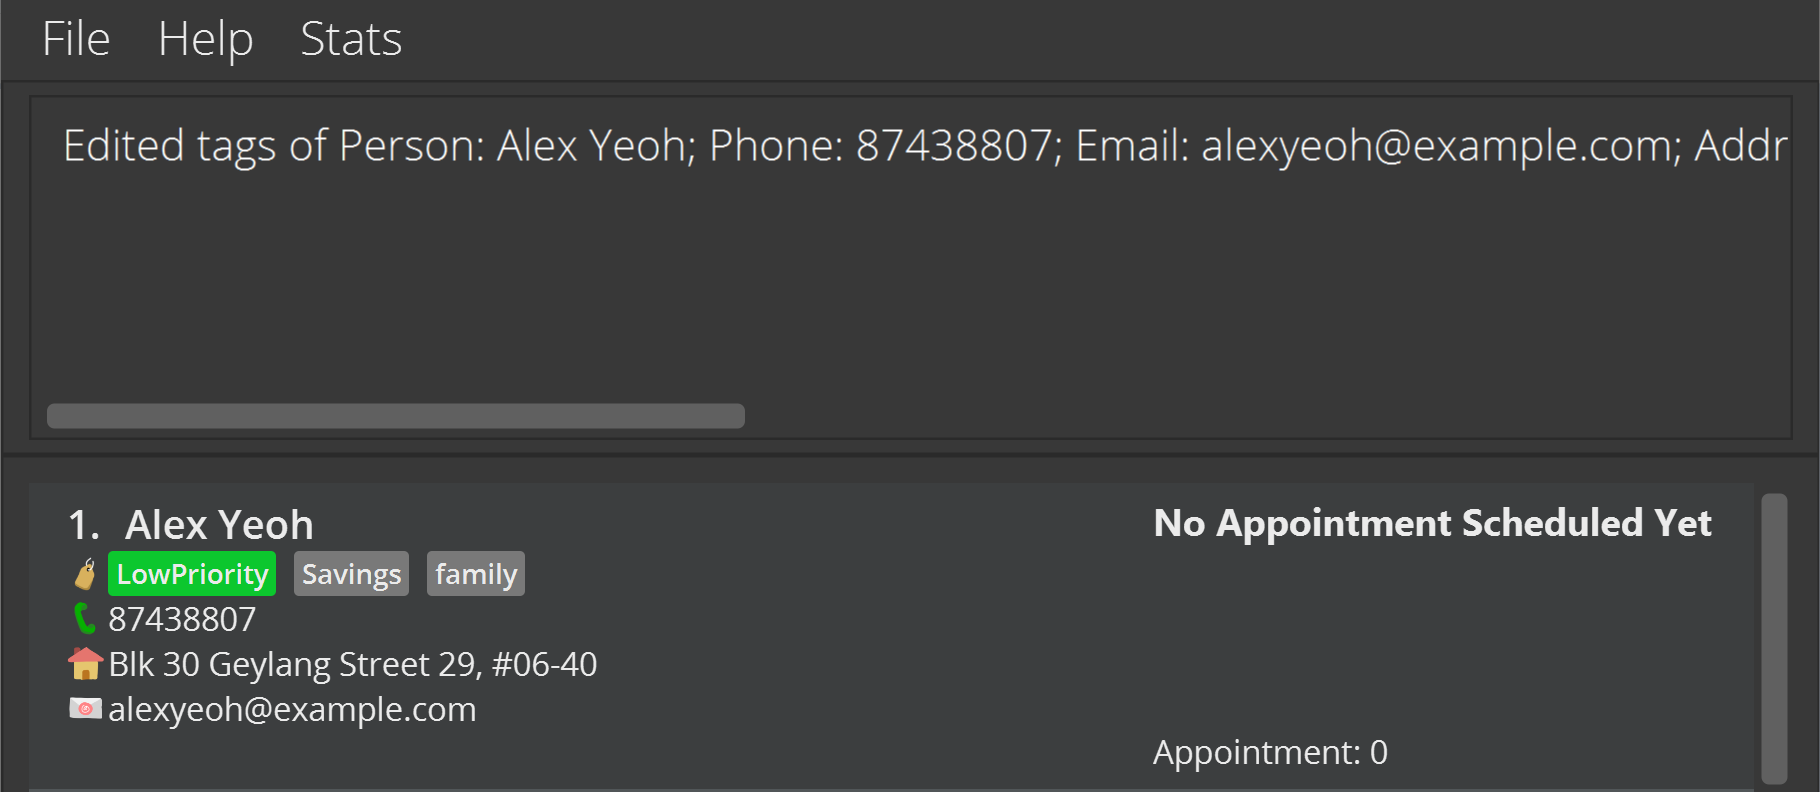 File Help Stats
Edited tags of Person: Alex Yeoh; Phone: 87438807; Email: alexyeoh@example.com; Addr
1. Alex Yeoh
No Appointment Scheduled Yet
LowPriority Savings family
87438807
Blk 30 Geylang Street 29, #06-40
alexyeoh@example.com
Appointment: 0